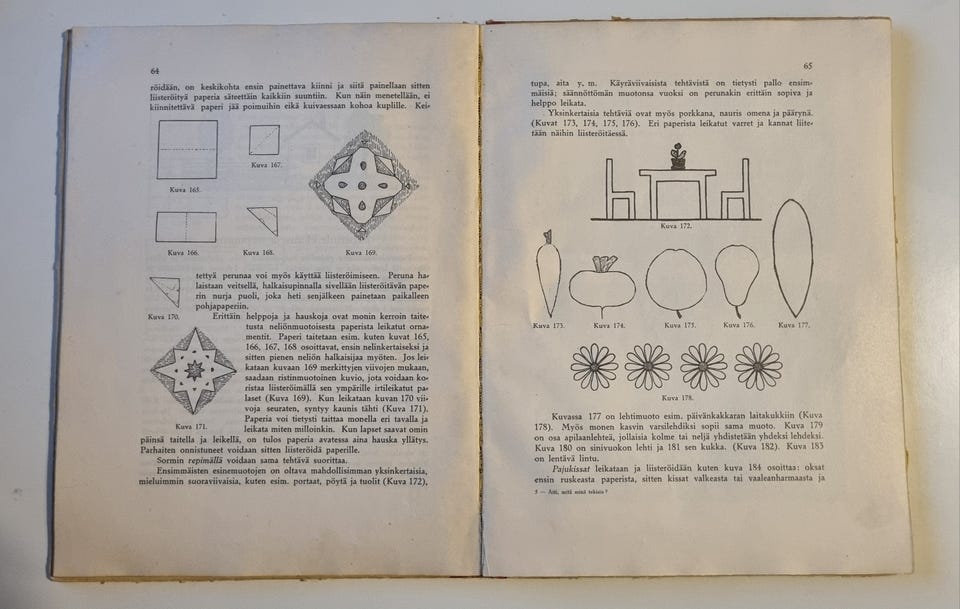 64
röidään, on keskikohta ensin painettava kiinni ja siitä painellaan sitten
liisteröityä paperia säteettäin kaikkiin suuntiin. Kun näin menetellään, ei
kiinnitettävä paperi jää poimuihin eikä kuivaessaan kohoa kuplille. Kei-
Kuva 165.
Kuva 167.
Kuva 166.
Kuva 168.
Kuva 169.
tettyä perunaa voi myös käyttää liisteröimiseen. Peruna ha-
laistaan veitsellä, halkaisupinnalla sivellään liisteröitävän pape-
rin nurja puoli, joka heti senjälkeen painetaan paikalleen
pohjapaperiin.
Kuva 170.
Erittäin helppoja ja hauskoja ovat monin kerroin taite-
tusta neliönmuotoisesta paperista leikatut orna-
mentit. Paperi taitetaan esim. kuten kuvat 165,
166, 167, 168 osoittavat, ensin nelinkertaiseksi ja
sitten pienen neliön halkaisijaa myöten. Jos lei-
kataan kuvaan 169 merkittyjen viivojen mukaan,
saadaan ristinmuotoinen kuvio, jota voidaan ko-
ristaa liisteröimällä sen ympärille irtileikatut pa-
laset (Kuva 169). Kun leikataan kuvan 170 vii-
voja seuraten, syntyy kaunis tähti (Kuva 171).
Paperia voi tietysti taittaa monella eri tavalla ja
leikata miten milloinkin. Kun lapset saavat omin
Kuva 171.
päinsä taitella ja leikellä, on tulos paperia avatessa aina hauska yllätys.
Parhaiten onnistuneet voidaan sitten liisteröidä paperille.
Sormin repimällä voidaan sama tehtävä suorittaa.
Ensimmäisten esinemuotojen on oltava mahdollisimman yksinkertaisia,
mieluimmin suoraviivaisia, kuten esim. portaat, pöytä ja tuolit (Kuva 172),
65
tupa, aita y. m. Käyräviivaisista tehtävistä on tietysti pallo ensim-
mäisiä; säännöttömän muotonsa vuoksi on perunakin erittäin sopiva ja
helppo leikata.
Yksinkertaisia tehtäviä ovat myös porkkana, nauris omena ja päärynä.
(Kuvat 173, 174, 175, 176). Eri paperista leikatut varret ja kannat liite-
tään näihin liisteröitäessä.
Kuva 172.
Kuva 173.
Kuva 174.
Kuva 175.
Kuva 176.
Kuva 177.
Kuva 178.
Kuvassa 177 on lehtimuoto esim. päivänkakkaran laitakukkiin (Kuva
178). Myös monen kasvin varsilehdiksi sopii sama muoto. Kuva 179
on osa apilaanlehteä, jollaisia kolme tai neljä yhdistetään yhdeksi lehdeksi.
Kuva 180 on sinivuokon lehti ja 181 sen kukka. (Kuva 182). Kuva 183
on lentävä lintu.
Pajukissat leikataan ja liisteröidään kuten kuva 184 osoittaa: oksat
ensin ruskeasta paperista, sitten kissat valkeasta tai vaaleanharmaasta ja
5 — Äiti, mitä minä tekisin?